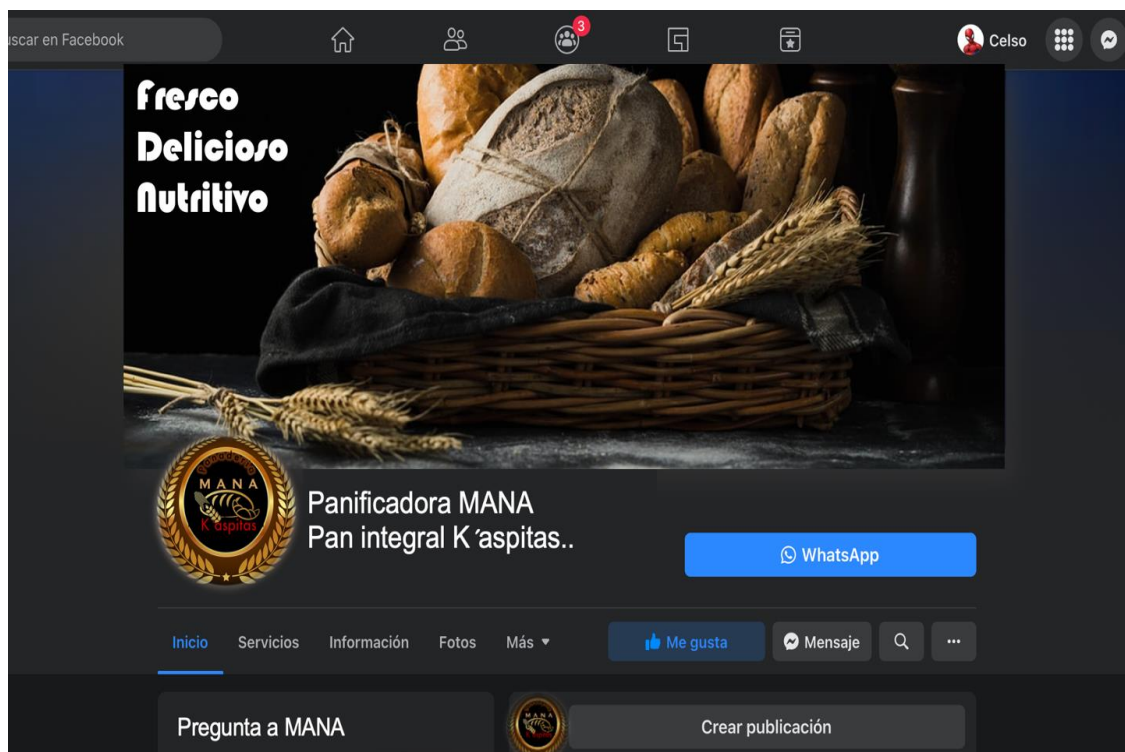 uscar en Facebook
3
Celso
Fresco
Delicioso
Nutritivo
MANA
K´aspitas
Panificadora MANA
Pan integral K´aspitas..
WhatsApp
Inicio Servicios Información Fotos Más
Me gusta
Mensaje
Pregunta a MANA
MANA
Crear publicación